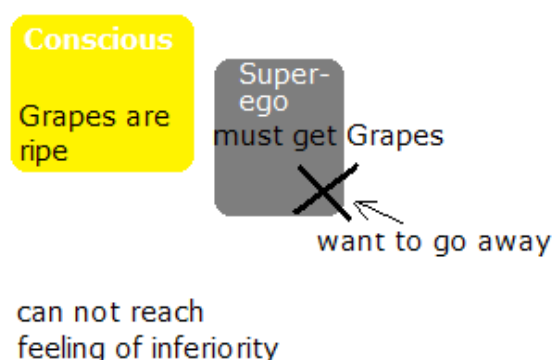 Conscious
Grapes are
ripe
Super-
ego
must get Grapes
want to go away
can not reach
feeling of inferiority